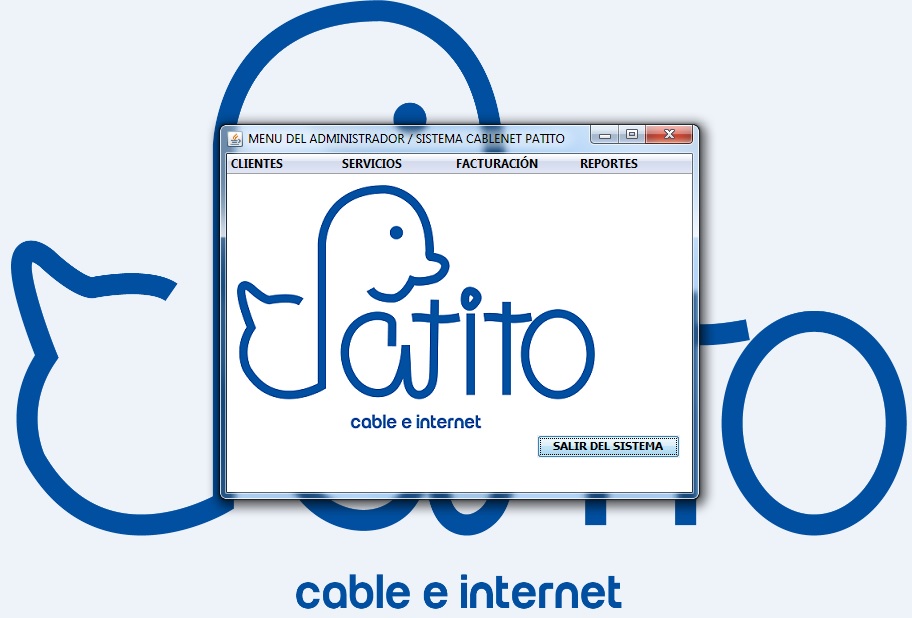 MENU DEL ADMINISTRADOR / SISTEMA CABLENET PATITO
CLIENTES SERVICIOS FACTURACIÓN REPORTES
Patito
cable e internet
SALIR DEL SISTEMA
cable e internet